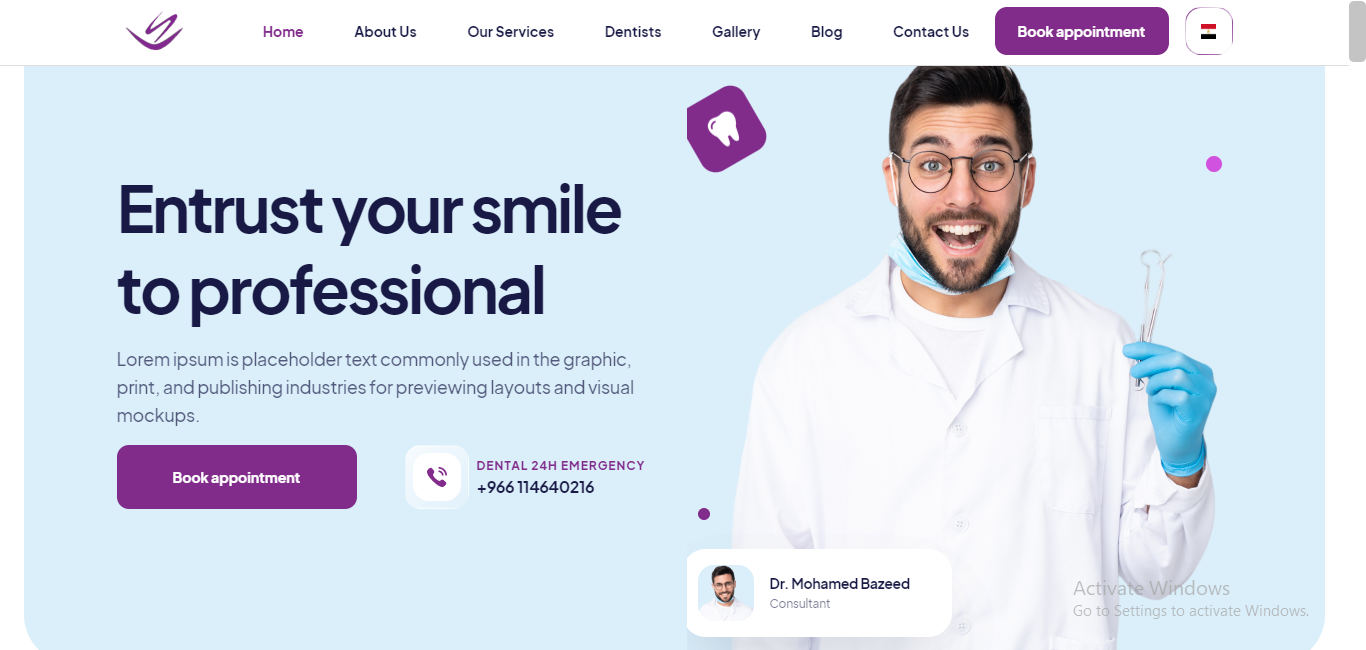 Home About Us Our Services Dentists Gallery Blog Contact Us Book appointment
Entrust your smile
to professional
Lorem ipsum is placeholder text commonly used in the graphic,
print, and publishing industries for previewing layouts and visual
mockups.
Book appointment
DENTAL 24H EMERGENCY
+966 114640216
Dr. Mohamed Bazeed
Consultant
Activate Windows
Go to Settings to activate Windows.